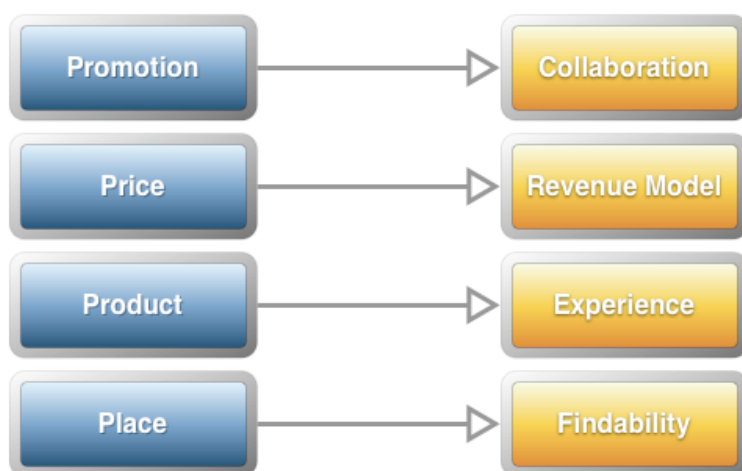 Promotion
Collaboration
Price
Revenue Model
Product
Experience
Place
Findability